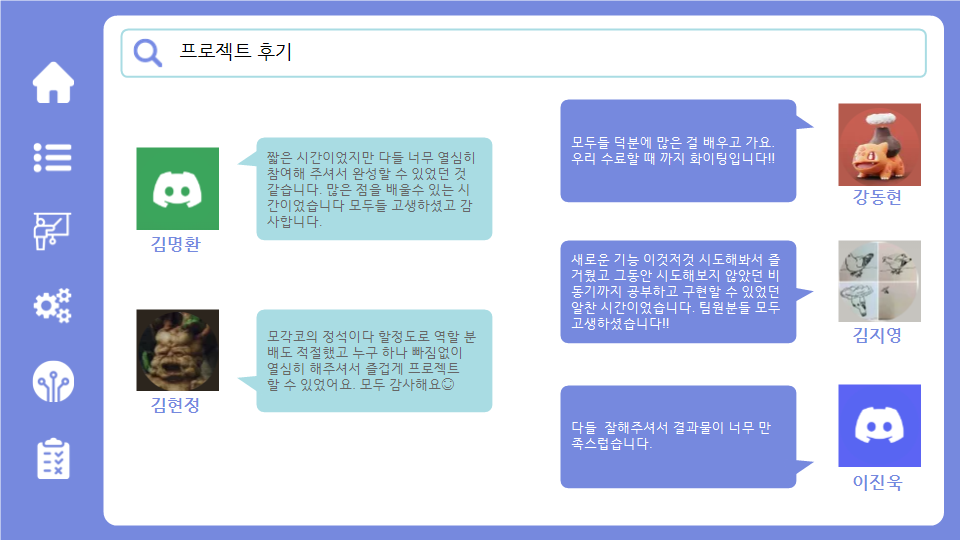 프로젝트 후기
짧은 시간이었지만 다들 너무 열심히
참여해 주셔서 완성할 수 있었던 것
같습니다. 많은 점을 배울수 있는 시
간이었습니다 모두들 고생하셨고 감
사합니다.
김명환
모각코의 정석이다 할정도로 역할 분
배도 적절했고 누구 하나 빠짐없이
열심히 해주셔서 즐겁게 프로젝트
할 수 있었어요. 모두 감사해요😊
김현정
모두들 덕분에 많은 걸 배우고 가요.
우리 수료할 때 까지 화이팅입니다!!
강동현
새로운 기능 이것저것 시도해봐서 즐
거웠고 그동안 시도해보지 않았던 비
동기까지 공부하고 구현할 수 있었던
알찬 시간이었습니다. 팀원분들 모두
고생하셨습니다!!
김지영
다들  잘해주셔서 결과물이 너무 만
족스럽습니다.
이진욱